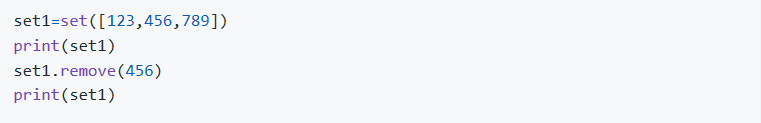 set1=set([123,456,789])
print(set1)
set1.remove(456)
print(set1)